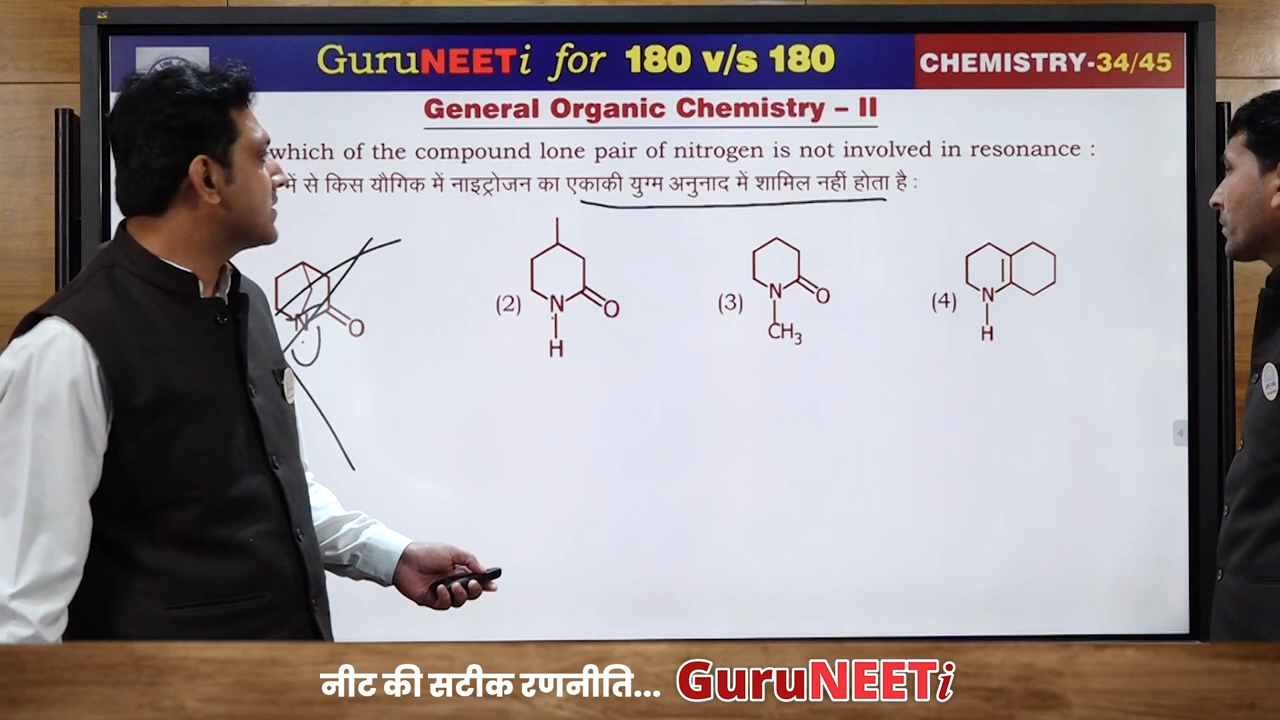 GuruNEETi for 180 v/s 180
CHEMISTRY-34/45
General Organic Chemistry – II
which of the compound lone pair of nitrogen is not involved in resonance :
में से किस यौगिक में नाइट्रोजन का एकाकी युग्म अनुनाद में शामिल नहीं होता है :
N O
(2) N O H
(3) N O CH3
(4) N H
नीट की सटीक रणनीति... GuruNEETi